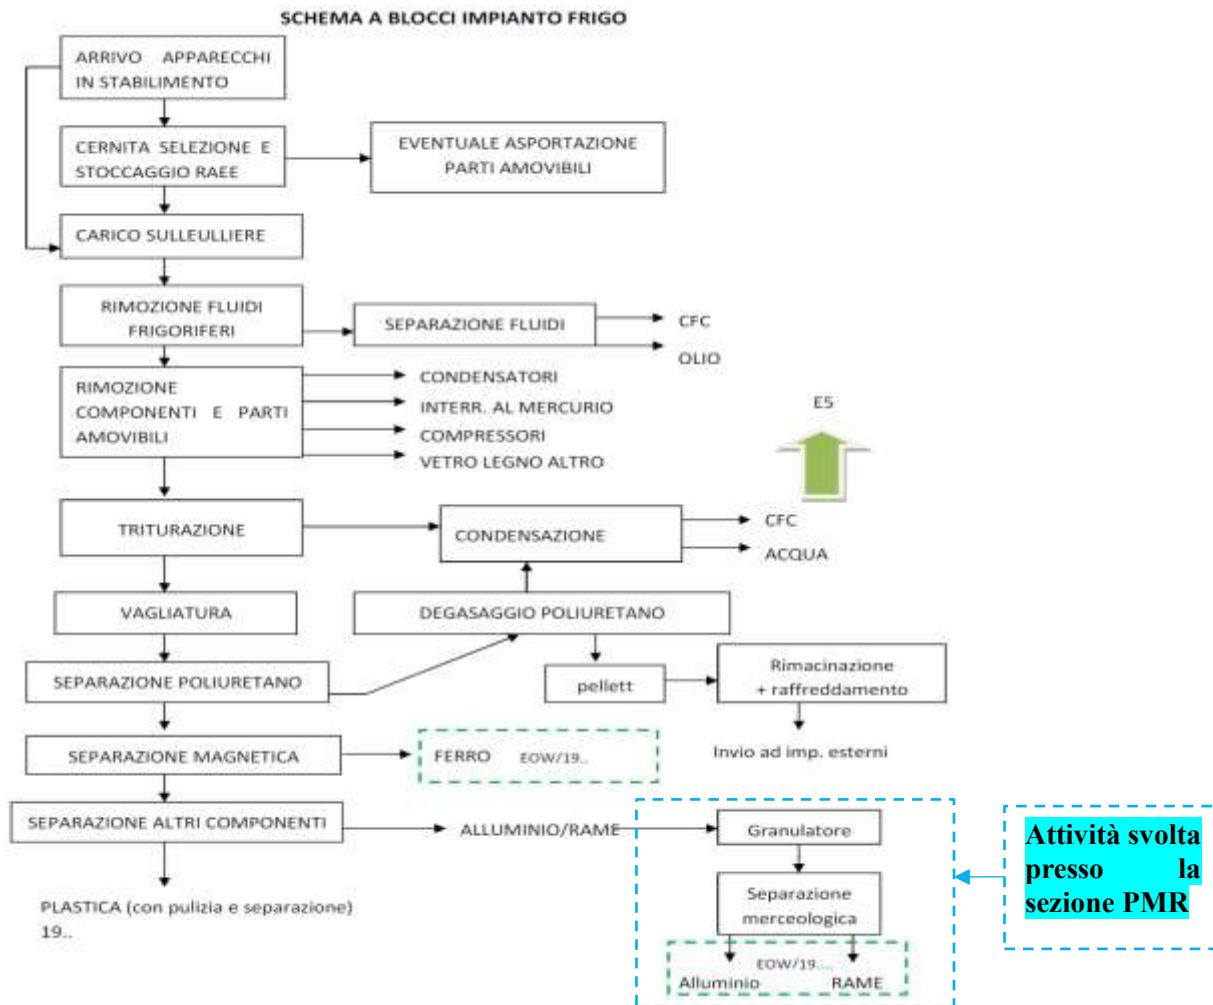 SCHEMA A BLOCCI IMPIANTO FRIGO
ARRIVO APPARECCHI
IN STABILIMENTO
CERNITA SELEZIONE E
STOCCAGGIO RAEE
EVENTUALE ASPORTAZIONE
PARTI AMOVIBILI
CARICO SULLEULLIERE
RIMOZIONE FLUIDI
FRIGORIFERI
SEPARAZIONE FLUIDI
CFC
OLIO
RIMOZIONE
COMPONENTI E PARTI
AMOVIBILI
CONDENSATORI
INTERR. AL MERCURIO
COMPRESSORI
VETRO LEGNO ALTRO
E5
TRITURAZIONE
CONDENSAZIONE
CFC
ACQUA
VAGLIATURA
DEGASAGGIO POLIURETANO
SEPARAZIONE POLIURETANO
pellett
Rimacinazione
+ raffreddamento
SEPARAZIONE MAGNETICA
FERRO EOW/19..
Invio ad imp. esterni
SEPARAZIONE ALTRI COMPONENTI
ALLUMINIO/RAME
Granulatore
Attività svolta
presso la
sezione PMR
Separazione
merceologica
PLASTICA (con pulizia e separazione)
19..
EOW/19....
Alluminio RAME